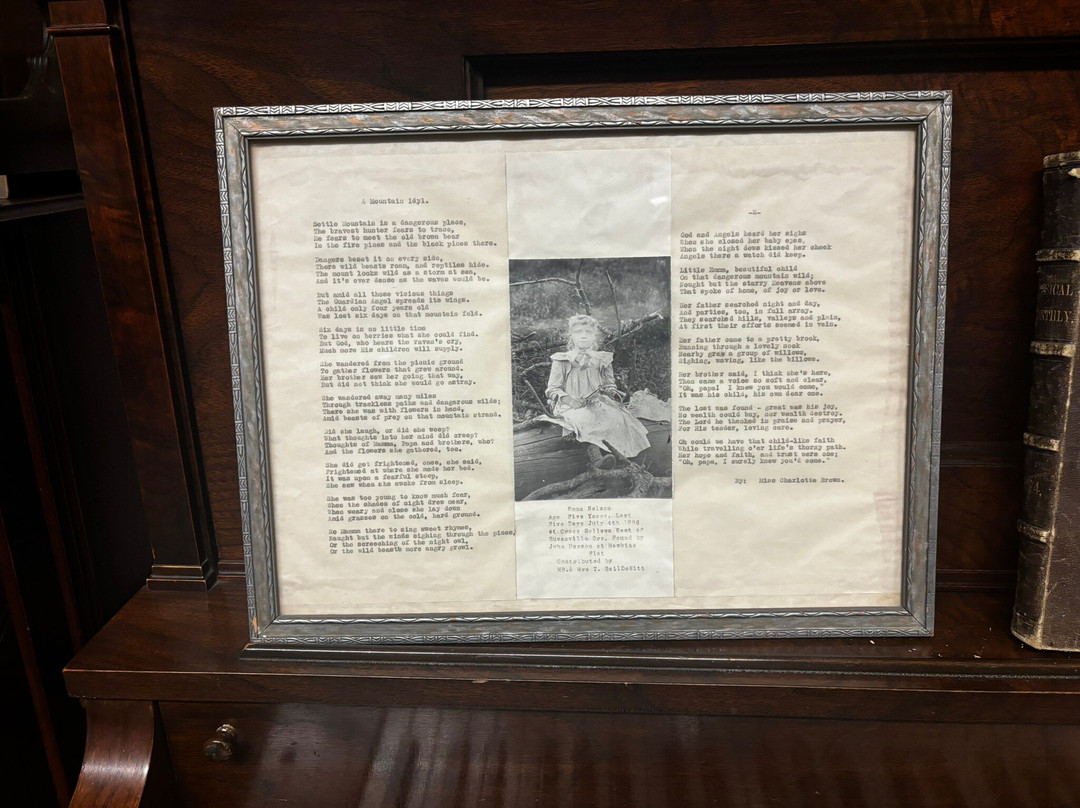 A Mountain Idyl.
Battle Mountain is a dangerous place,
The bravest hunter fears to trace,
He fears to meet the old brown bear
In the fire pines and the black pines there.
Dangers beset it on every side,
There wild beasts roam, and reptiles hide.
The mount looks wild as a storm at sea,
And it's ever dense as the waves would be.
But amid all those vicious things
The Guardian Angel spreads its wings.
A child only four years old
Was lost six days on that mountain fold.
Six days is no little time
To live on berries what she could find.
But God, who hears the raven's cry,
Much more His children will supply.
She wandered from the picnic ground
To gather flowers that grew around.
Her brother saw her going that way,
But did not think she would go astray.
She wandered away many miles
Through trackless paths and dangerous wilds;
There she was with flowers in hand,
Amid beasts of prey on that mountain strand.
Did she laugh, or did she weep?
What thoughts into her mind did creep?
Thoughts of Mamma, Papa and brothers, who?
And the flowers she gathered, too.
She did get frightened, once, she said,
Frightened at where she made her bed.
It was upon a fearful steep,
She saw when she awoke from sleep.
She was too young to know much fear,
When the shades of night drew near,
When weary and alone she lay down
Amid grasses on the cold, hard ground.
No Mamma there to sing sweet rhymes,
Naught but the winds sighing through the pines,
Or the screeching of the night owl,
Or the wild beasts more angry growl.
-2-
God and Angels heard her sighs
When she closed her baby eyes,
When the night dews kissed her cheek
Angels there a watch did keep.
Little Emma, beautiful child
On that dangerous mountain wild;
Nought but the starry Heavens above
That spoke of home, of joy or love.
Her father searched night and day,
And parties, too, in full array.
They searched hills, valleys and plain,
At first their efforts seemed in vain.
Her father came to a pretty brook,
Running through a lovely nook
Nearby grew a group of willows,
Sighing, waving, like the billows.
Her brother said, I think she's here,
Then came a voice so soft and clear,
"Oh, papa! I knew you would come,"
It was his child, his own dear one.
The lost was found - great was his joy,
No wealth could buy, nor wealth destroy.
The Lord he thanked in praise and prayer,
For His tender, loving care.
Oh could we have that child-like faith
While travelling o'er life's thorny path.
Her hope and faith, and trust were one;
"Oh, papa, I surely knew you'd come."
By: Miss Charlotte Brown.
Emma Nelson
Age Five Years. Lost
Five Days July 4th
at West of
Ore. Found by
John at
Contributed by